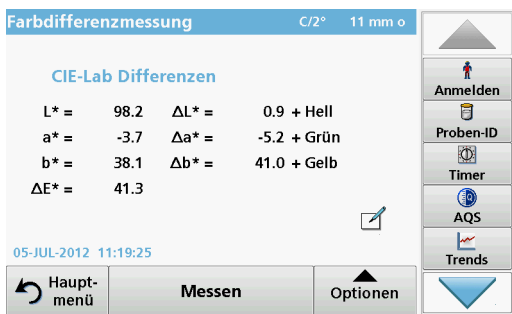 Farbdifferenzmessung C/2° 11 mm o
CIE-Lab Differenzen
L* = 98.2 ΔL* = 0.9 + Hell
a* = -3.7 Δa* = -5.2 + Grün
b* = 38.1 Δb* = 41.0 + Gelb
ΔE* = 41.3
05-JUL-2012 11:19:25
Haupt-
menü
Messen
Optionen
Anmelden
Proben-ID
Timer
AQS
Trends